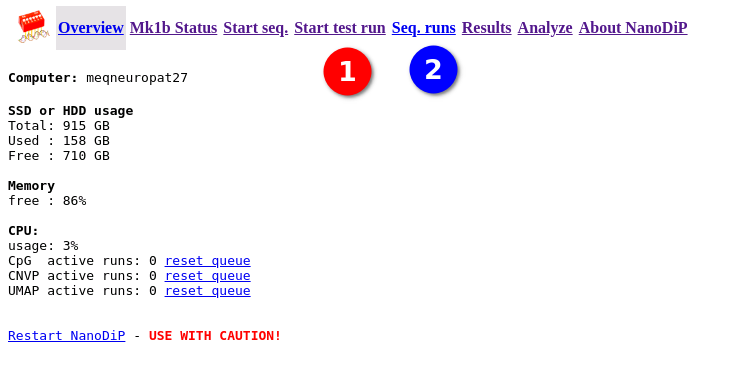 Overview Mk1b Status Start seq. Start test run Seq. runs Results Analyze About NanoDiP
1 2
Computer: meqneuropat27
SSD or HDD usage
Total: 915 GB
Used : 158 GB
Free : 710 GB
Memory
free : 86%
CPU:
usage: 3%
CpG  active runs: 0 reset queue
CNVP active runs: 0 reset queue
UMAP active runs: 0 reset queue
Restart NanoDiP - USE WITH CAUTION!